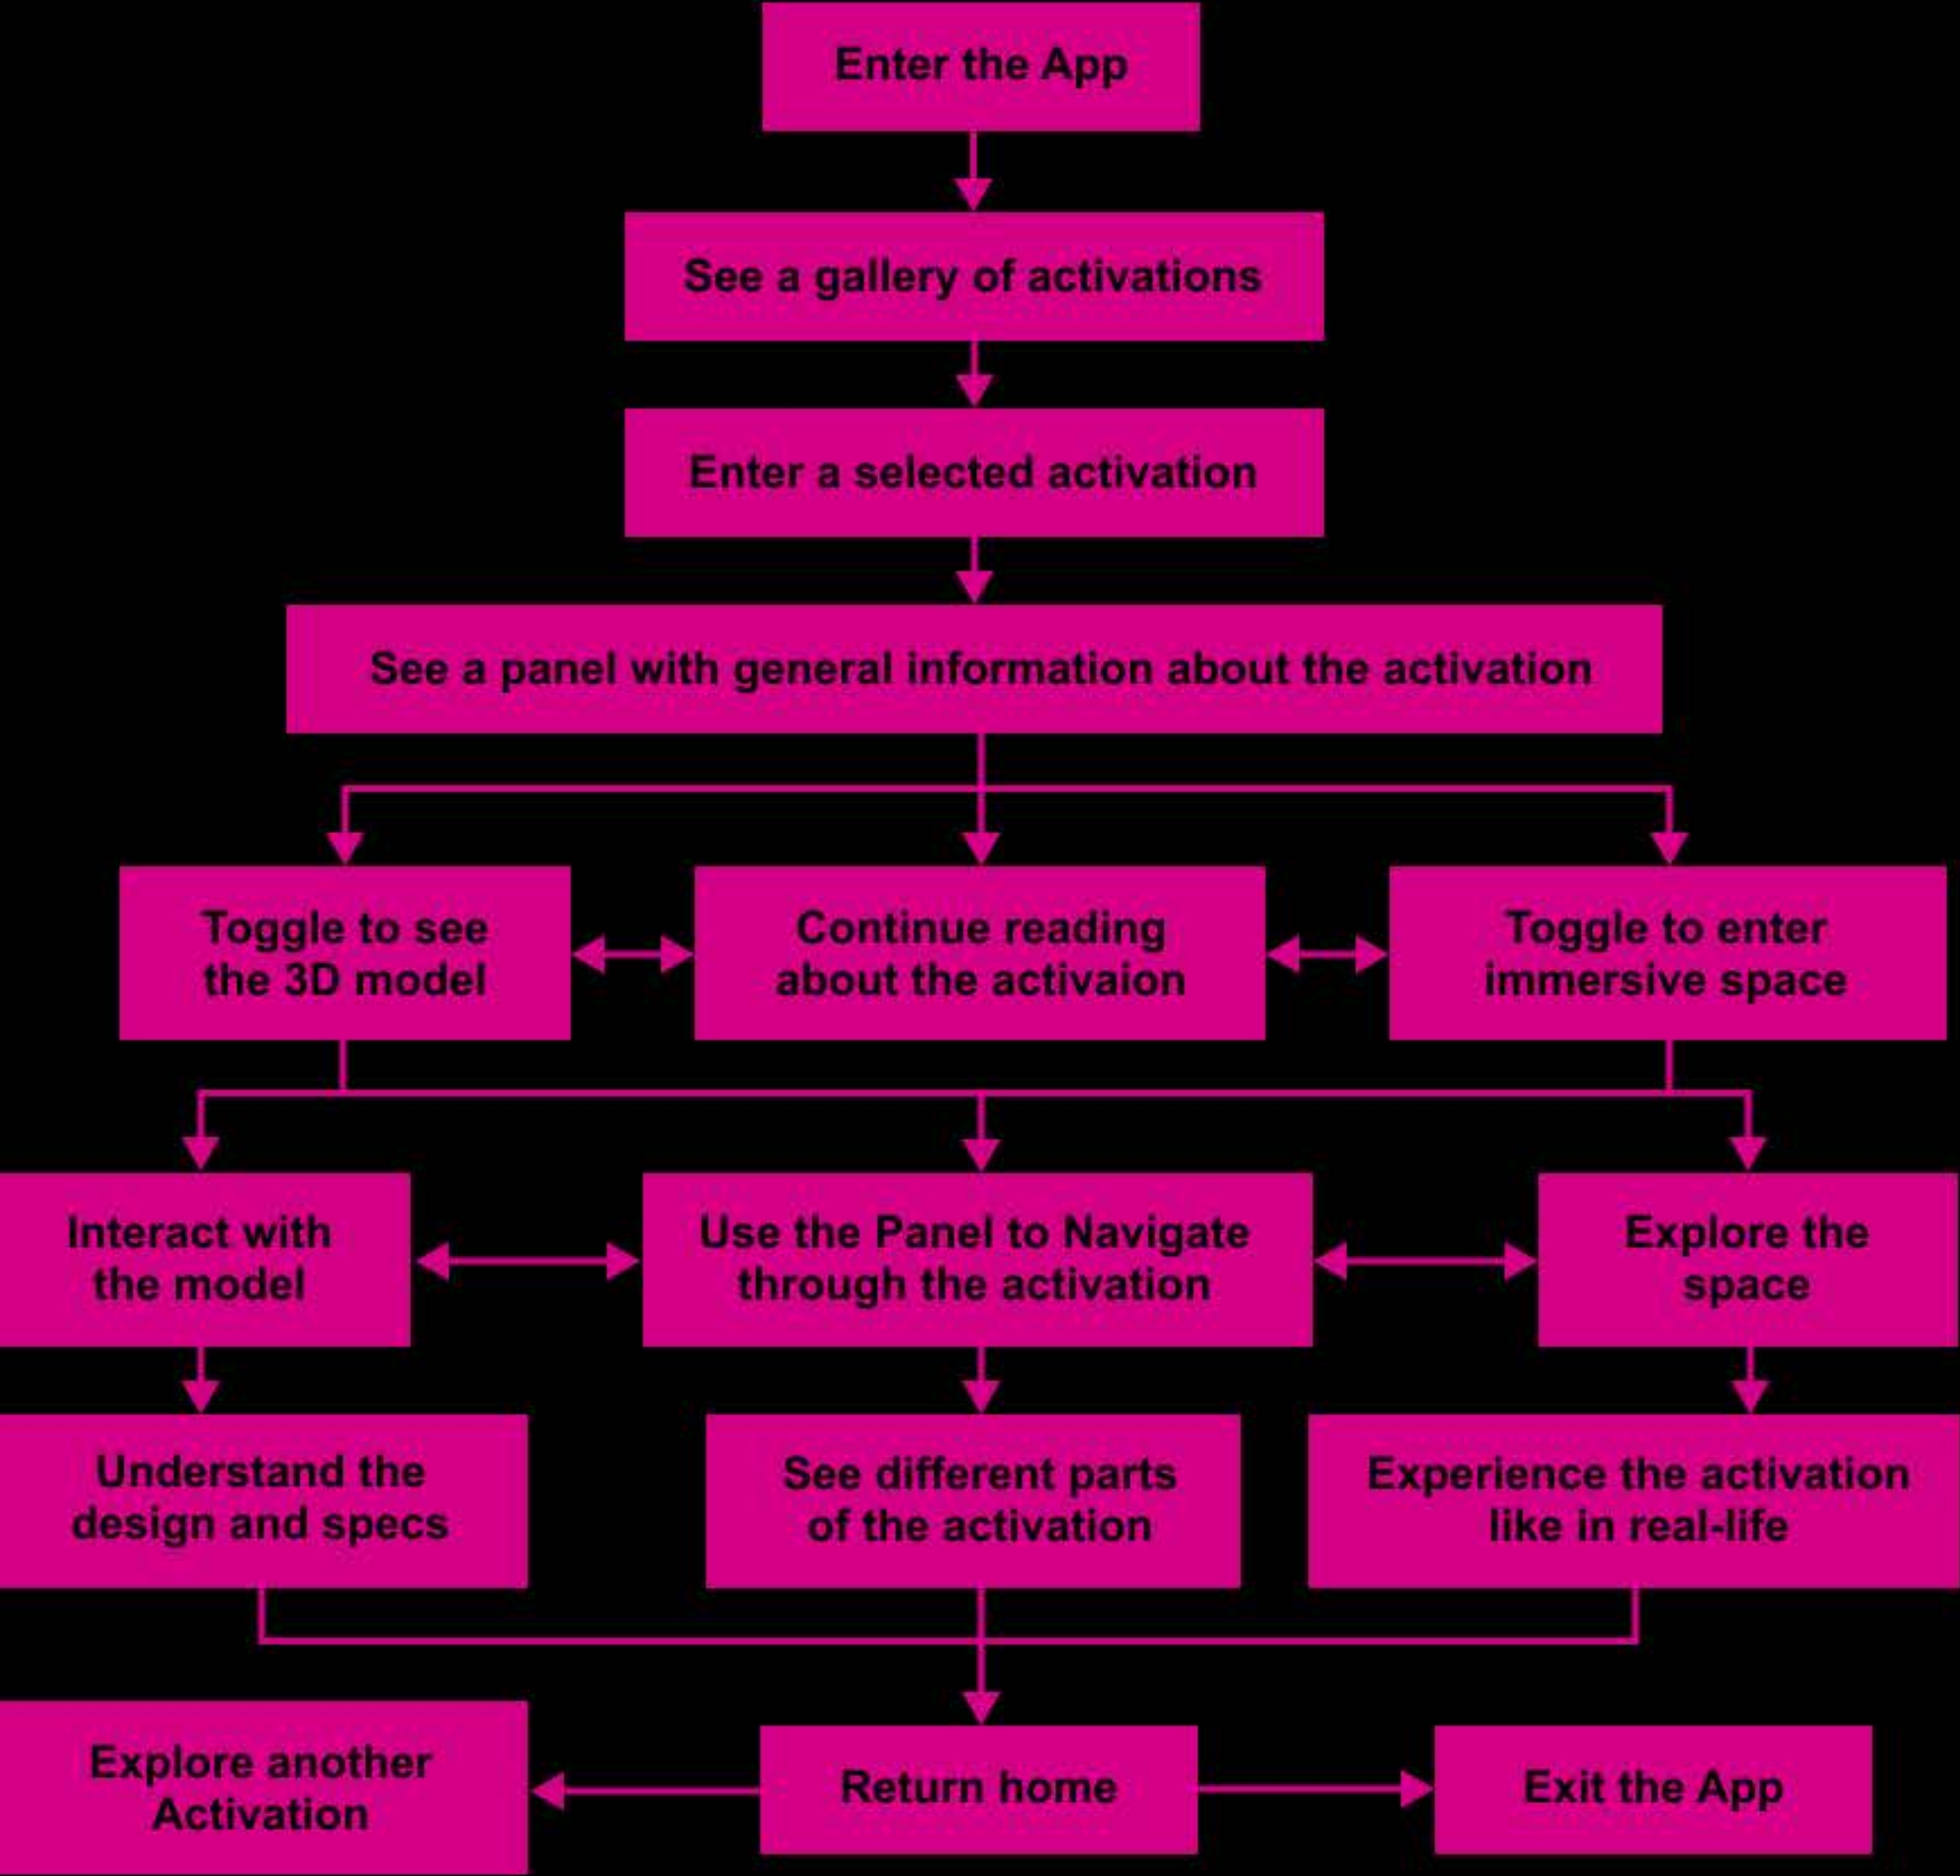 Enter the App
See a gallery of activations
Enter a selected activation
See a panel with general information about the activation
Toggle to see
the 3D model
Continue reading
about the activaion
Toggle to enter
immersive space
Interact with
the model
Use the Panel to Navigate
through the activation
Explore the
space
Understand the
design and specs
See different parts
of the activation
Experience the activation
like in real-life
Explore another
Activation
Return home
Exit the App